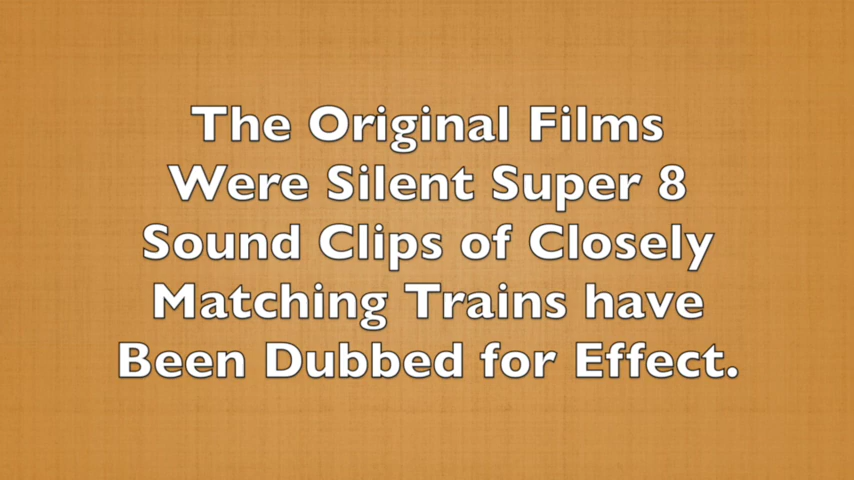 The Original Films
Were Silent Super 8
Sound Clips of Closely
Matching Trains have
Been Dubbed for Effect.